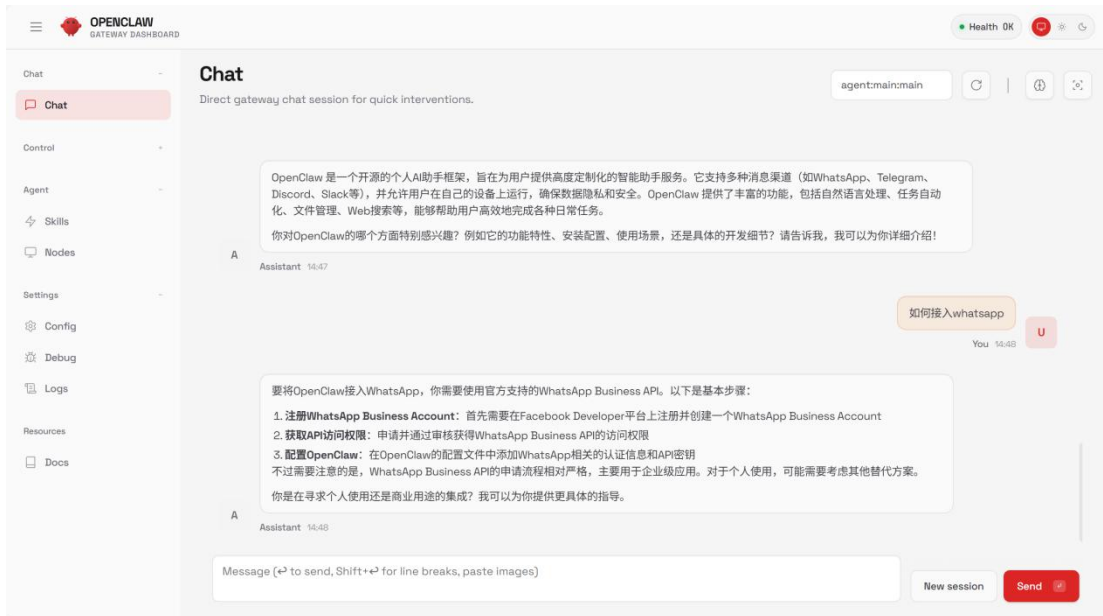 OPENCLAW
GATEWAY DASHBOARD
Health OK
Chat
Chat
Control
Agent
Skills
Nodes
Settings
Config
Debug
Logs
Resources
Docs
Chat
Direct gateway chat session for quick interventions.
agent:main:main
OpenClaw 是一个开源的个人AI助手框架，旨在为用户提供高度定制化的智能助手服务。它支持多种消息渠道（如WhatsApp、Telegram、
Discord、Slack等），并允许用户在自己的设备上运行，确保数据隐私和安全。OpenClaw 提供了丰富的功能，包括自然语言处理、任务自动
化、文件管理、Web搜索等，能够帮助用户高效地完成各种日常任务。
你对OpenClaw的哪个方面特别感兴趣？例如它的功能特性、安装配置、使用场景，还是具体的开发细节？请告诉我，我可以为你详细介绍！
A
Assistant 14:47
如何接入whatsapp
U
You 14:48
要将OpenClaw接入WhatsApp，你需要使用官方支持的WhatsApp Business API。以下是基本步骤：
1. 注册WhatsApp Business Account：首先需要在Facebook Developer平台上注册并创建一个WhatsApp Business Account
2. 获取API访问权限：申请并通过审核获得WhatsApp Business API的访问权限
3. 配置OpenClaw：在OpenClaw的配置文件中添加WhatsApp相关的认证信息和API密钥
不过需要注意的是，WhatsApp Business API的申请流程相对严格，主要用于企业级应用。对于个人使用，可能需要考虑其他替代方案。
你是在寻求个人使用还是商业用途的集成？我可以为你提供更具体的指导。
A
Assistant 14:48
Message (↵ to send, Shift+↵ for line breaks, paste images)
New session
Send